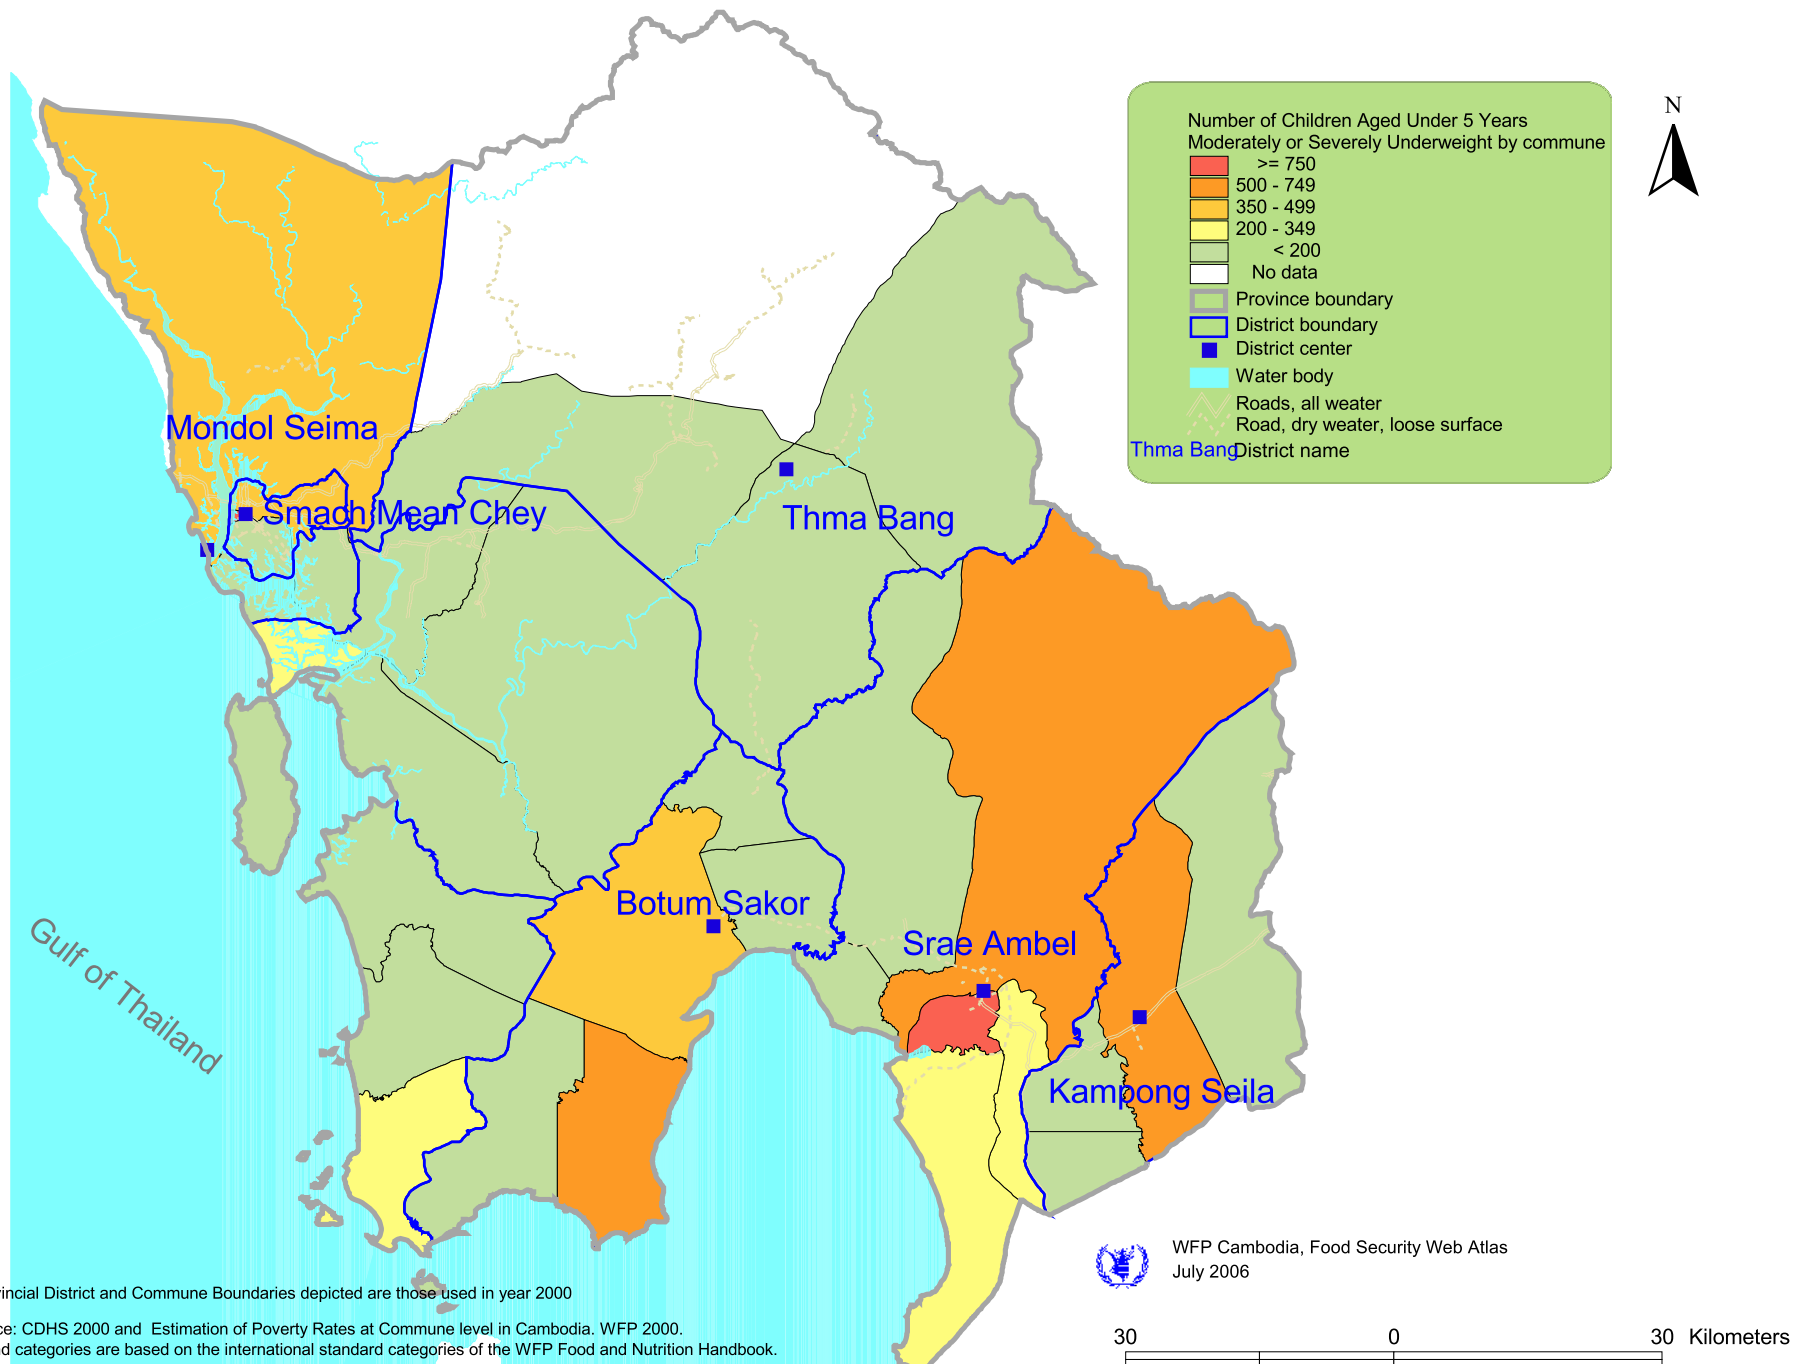 N
Number of Children Aged Under 5 Years
Moderately or Severely Underweight by commune
>= 750
500 - 749
350 - 499
200 - 349
< 200
No data
Province boundary
District boundary
District center
Water body
Roads, all weater
Road, dry weater, loose surface
Thma Bang District name
Mondol Seima
Smach Mean Chey
Thma Bang
Botum Sakor
Srae Ambel
Gulf of Thailand
Kampong Seila
WFP Cambodia, Food Security Web Atlas
July 2006
vincial District and Commune Boundaries depicted are those used in year 2000
ce: CDHS 2000 and Estimation of Poverty Rates at Commune level in Cambodia. WFP 2000.
d categories are based on the international standard categories of the WFP Food and Nutrition Handbook.
30 0 30 Kilometers